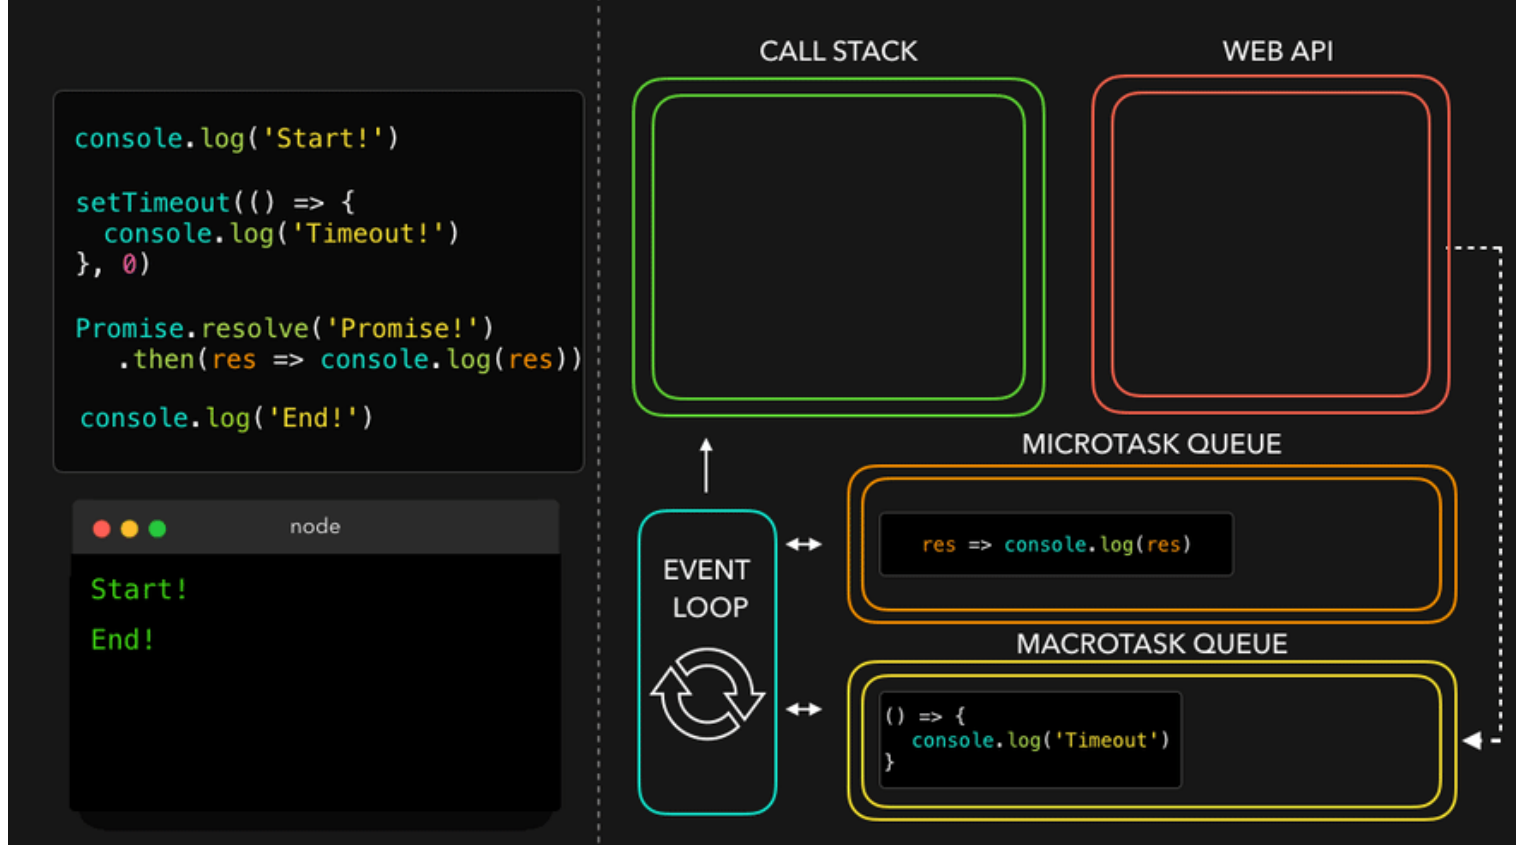 console.log('Start!')
setTimeout(() => {
  console.log('Timeout!')
}, 0)
Promise.resolve('Promise!')
   .then(res => console.log(res))
console.log('End!')
node
Start!
End!
CALL STACK
WEB API
MICROTASK QUEUE
res => console.log(res)
EVENT
LOOP
MACROTASK QUEUE
() => {
  console.log('Timeout')
}